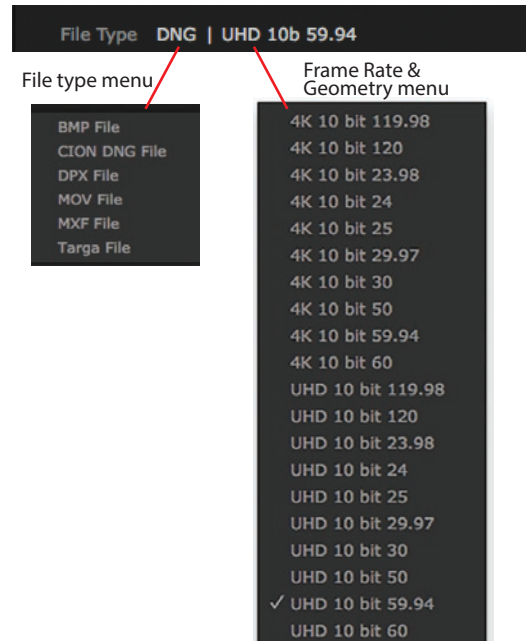 File Type DNG | UHD 10b 59.94
File type menu
BMP File
CION DNG File
DPX File
MOV File
MXF File
Targa File
Frame Rate &
Geometry menu
4K 10 bit 119.98
4K 10 bit 120
4K 10 bit 23.98
4K 10 bit 24
4K 10 bit 25
4K 10 bit 29.97
4K 10 bit 30
4K 10 bit 50
4K 10 bit 59.94
4K 10 bit 60
UHD 10 bit 119.98
UHD 10 bit 120
UHD 10 bit 23.98
UHD 10 bit 24
UHD 10 bit 25
UHD 10 bit 29.97
UHD 10 bit 30
UHD 10 bit 50
✓ UHD 10 bit 59.94
UHD 10 bit 60